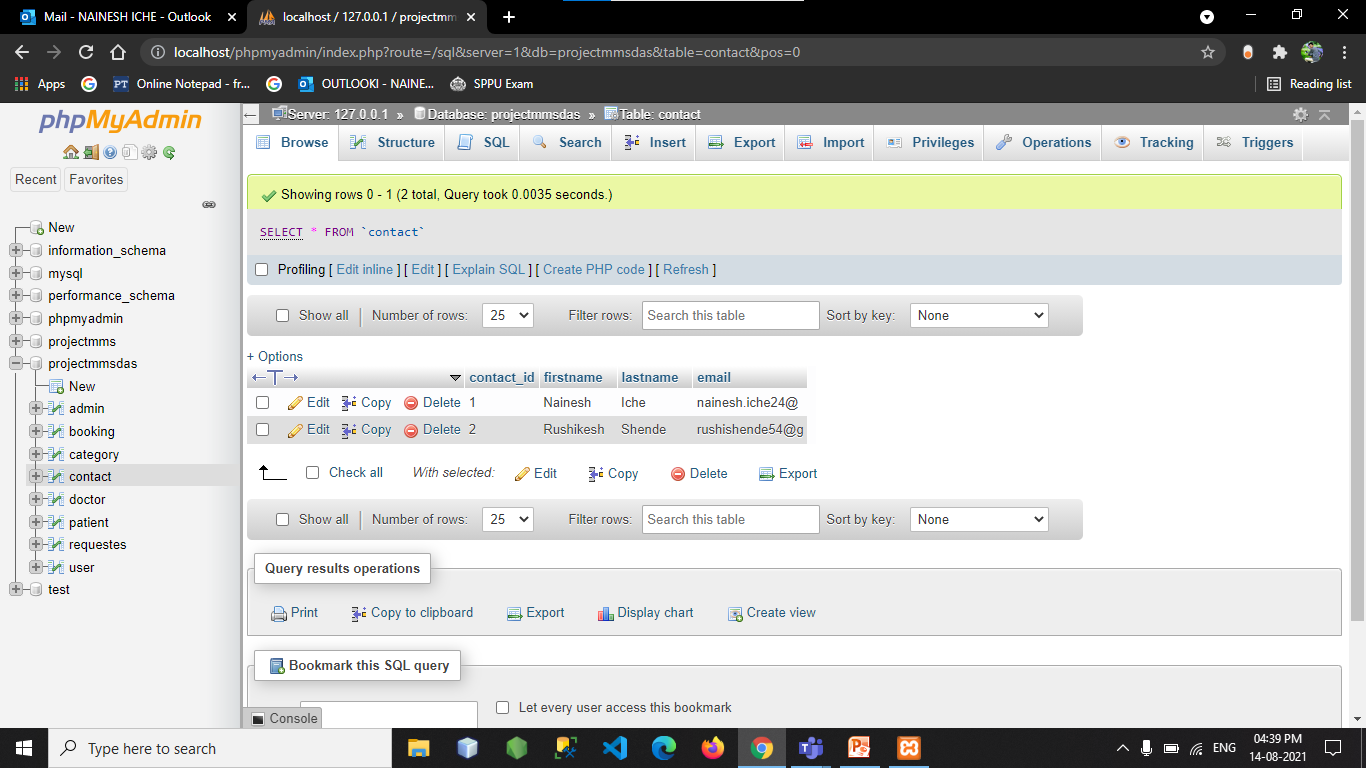 Mail - NAINESH ICHE - Outlook
localhost / 127.0.0.1 / projectmm
localhost/phpmyadmin/index.php?route=/sql&server=1&db=projectmmsdas&table=contact&pos=0
Apps
PT Online Notepad - fr...
OUTLOOKI - NAINE...
SPPU Exam
Reading list
phpMyAdmin
Recent Favorites
New
information_schema
mysql
performance_schema
phpmyadmin
projectmms
projectmmsdas
New
admin
booking
category
contact
doctor
patient
requestes
user
test
Server: 127.0.0.1 » Database: projectmmsdas » Table: contact
Browse Structure SQL Search Insert Export Import Privileges Operations Tracking Triggers
Showing rows 0 - 1 (2 total, Query took 0.0035 seconds.)
SELECT * FROM `contact`
Profiling [ Edit inline ] [ Edit ] [ Explain SQL ] [ Create PHP code ] [ Refresh ]
Show all | Number of rows: 25 Filter rows: Search this table Sort by key: None
+ Options
←T→ contact_id firstname lastname email
Edit Copy Delete 1 Nainesh Iche nainesh.iche24@
Edit Copy Delete 2 Rushikesh Shende rushishende54@g
Check all With selected: Edit Copy Delete Export
Show all | Number of rows: 25 Filter rows: Search this table Sort by key: None
Query results operations
Print Copy to clipboard Export Display chart Create view
Bookmark this SQL query
Let every user access this bookmark
Console
Type here to search
ENG
04:39 PM
14-08-2021